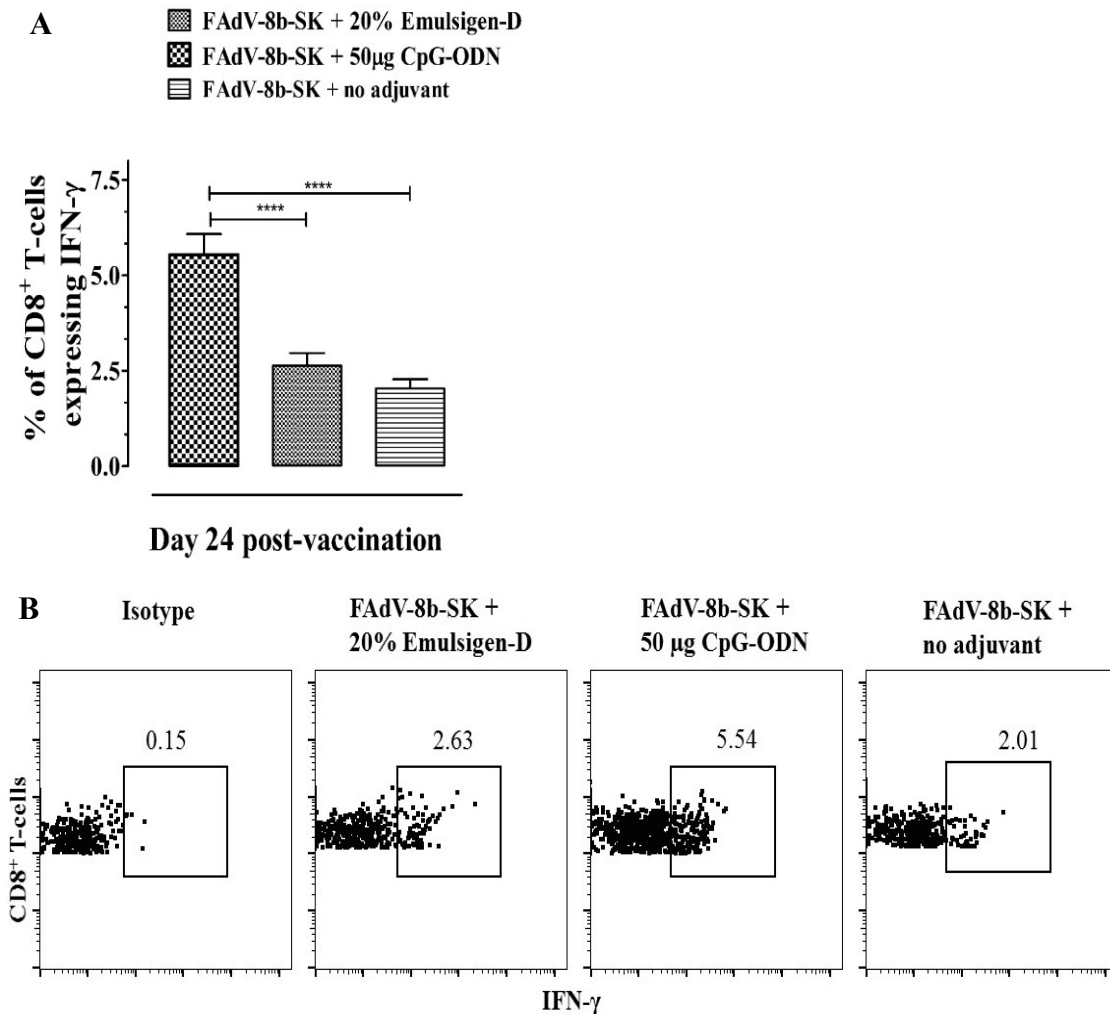 A
FAdV-8b-SK + 20% Emulsigen-D
FAdV-8b-SK + 50μg CpG-ODN
FAdV-8b-SK + no adjuvant
% of CD8⁺ T-cells
expressing IFN-γ
7.5
5.0
2.5
0.0
****
****
Day 24 post-vaccination
B
Isotype
FAdV-8b-SK +
20% Emulsigen-D
FAdV-8b-SK +
50 μg CpG-ODN
FAdV-8b-SK +
no adjuvant
0.15
2.63
5.54
2.01
CD8⁺ T-cells
IFN-γ